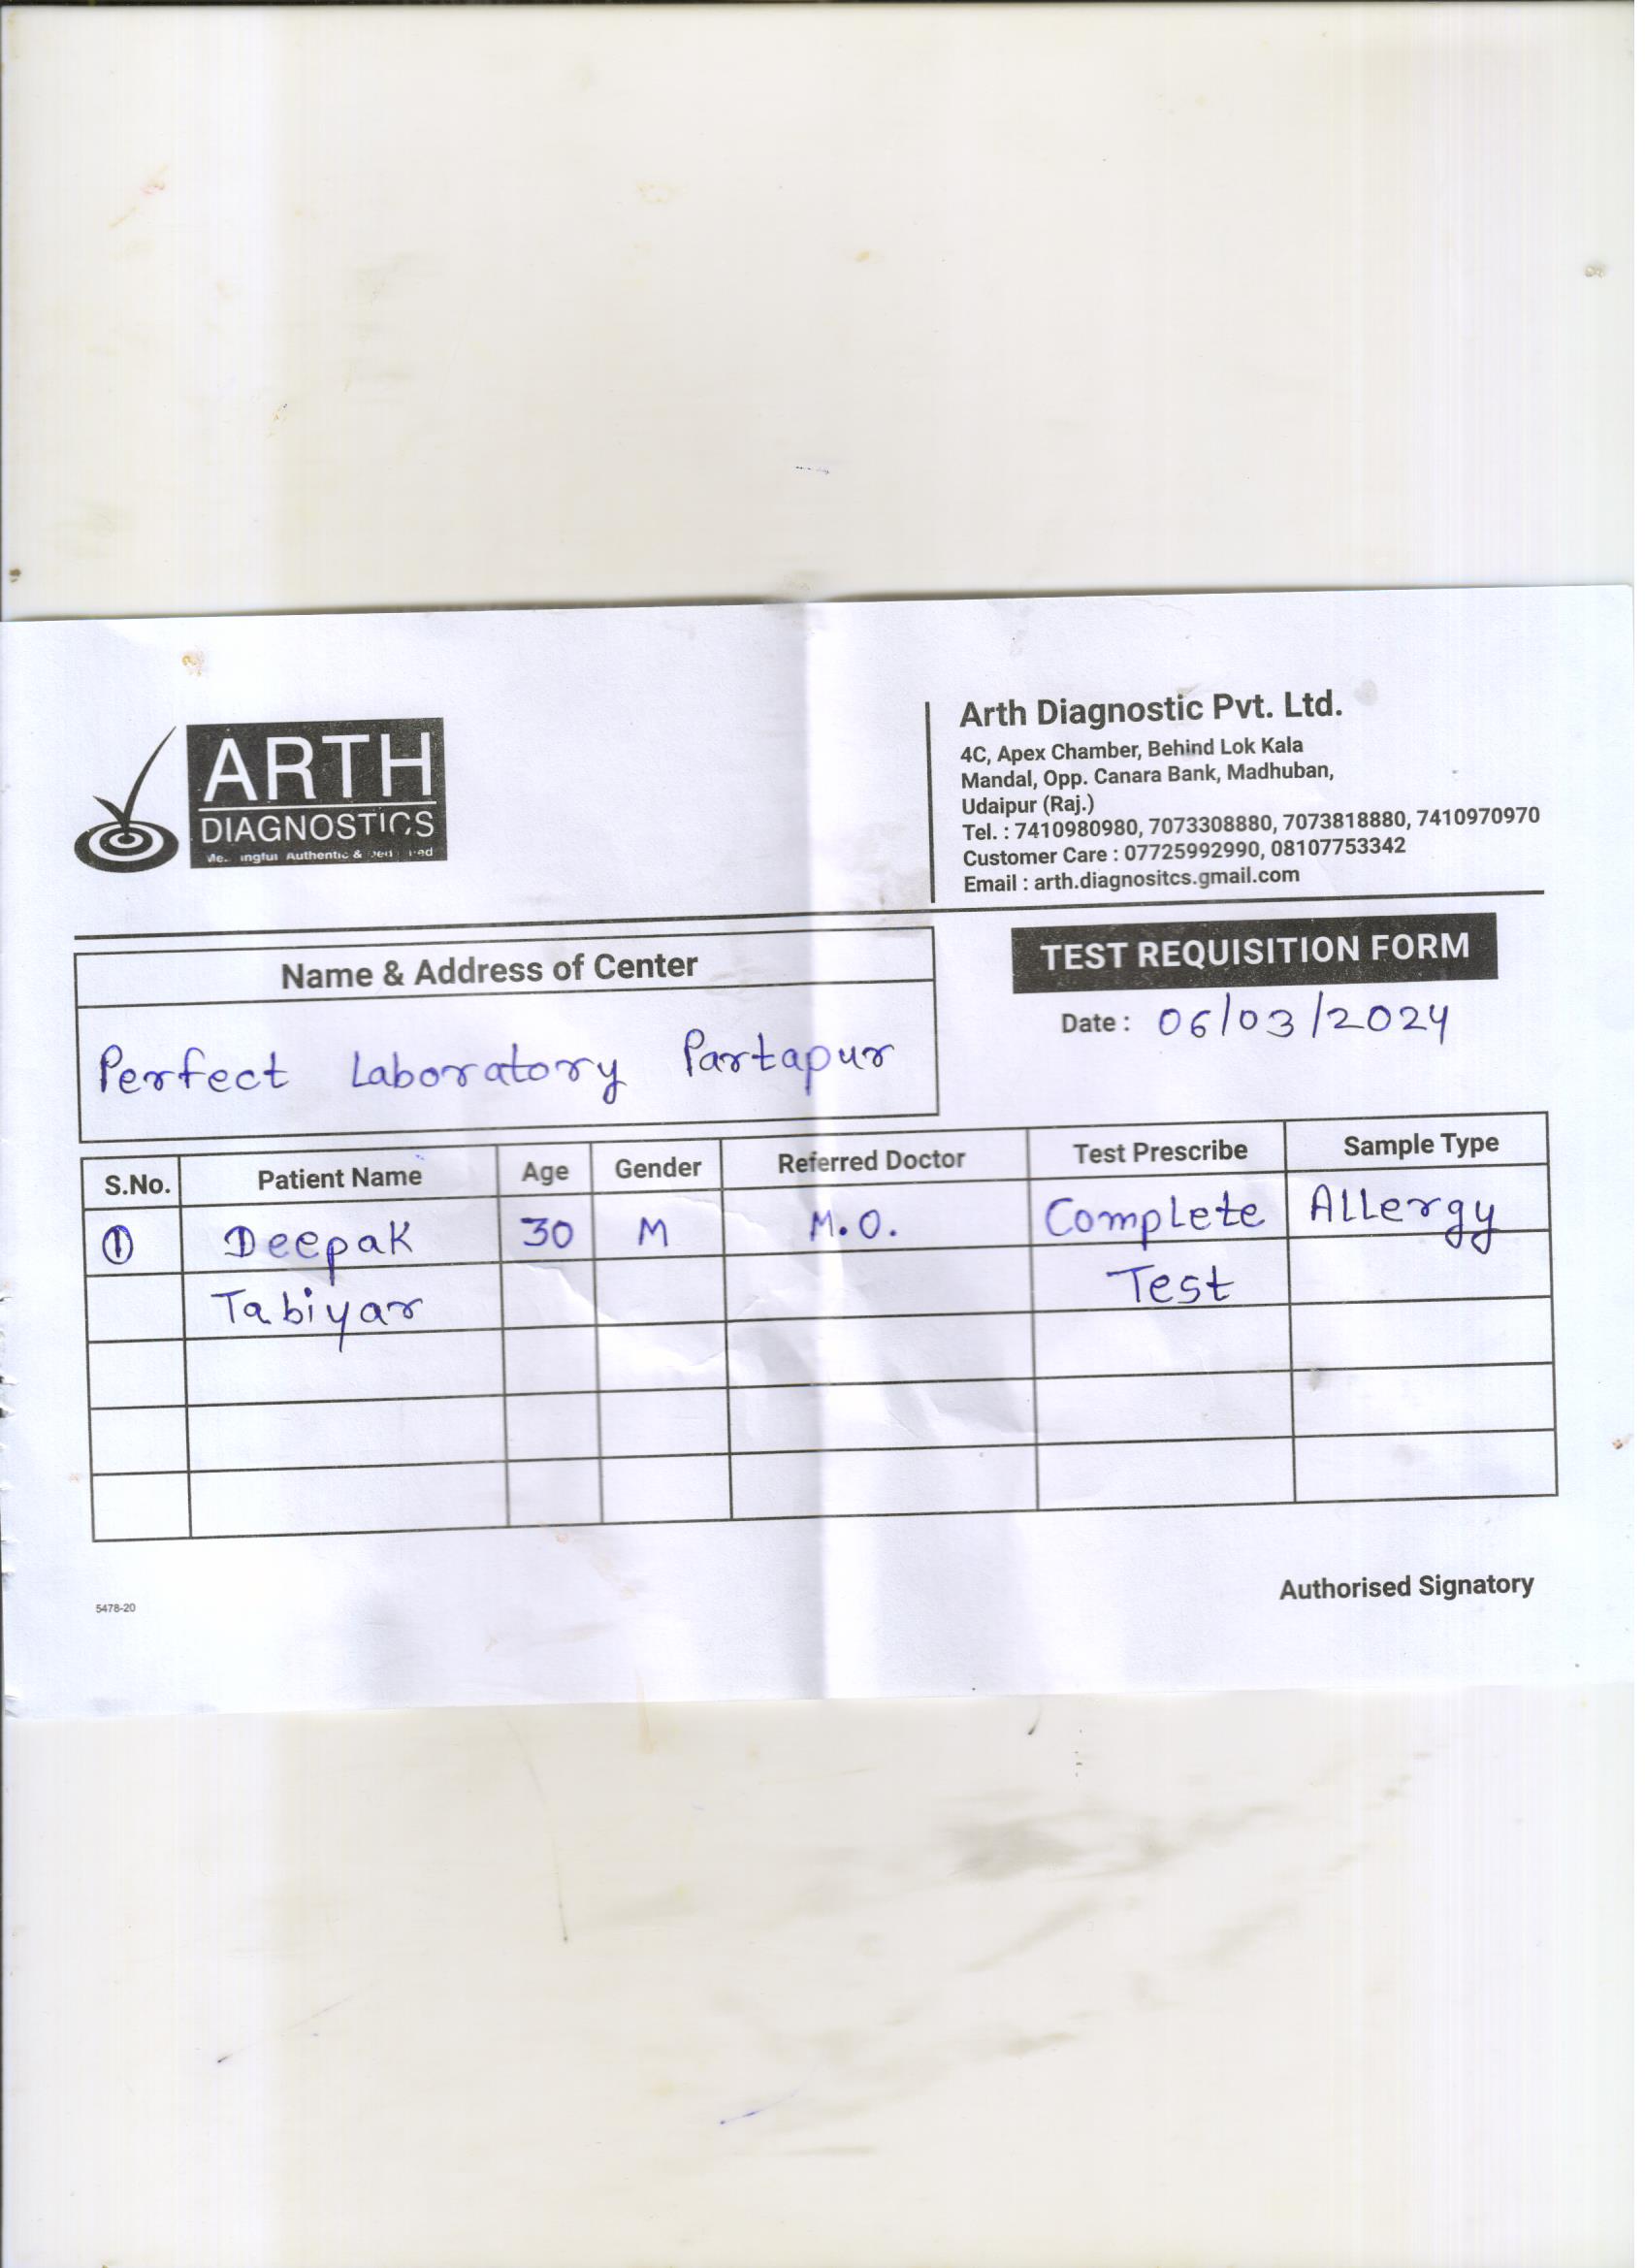 ARTH
DIAGNOSTICS
Authentic &
Arth Diagnostic Pvt. Ltd.
4C, Apex Chamber, Behind Lok Kala
Mandal, Opp. Canara Bank, Madhuban,
Udaipur (Raj.)
Tel. : 7410980980, 7073308880, 7073818880, 7410970970
Customer Care : 07725992990, 08107753342
Email : arth.diagnositcs.gmail.com
Name & Address of Center
Perfect Laboratory Partapur
TEST REQUISITION FORM
Date : 06/03/2024
S.No. Patient Name Age Gender Referred Doctor Test Prescribe Sample Type
① Deepak 30 M M.O. Complete Allergy
Tabiyar Test
Authorised Signatory
5478-20